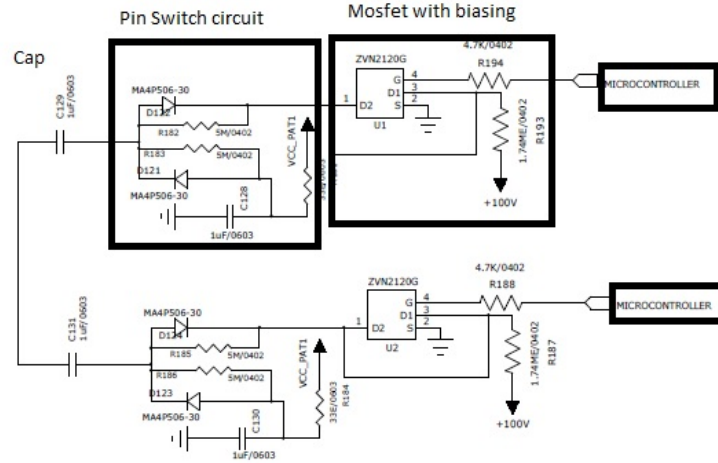 Pin Switch circuit
Mosfet with biasing
Cap
C129
1uF/0603
MA4P506-30
D122
R182
5M/0402
R183
5M/0402
D121
MA4P506-30
C128
1uF/0603
VCC_PAT1
33E/0603
ZVN2120G
1
D2
G
4
D1
3
S
2
U1
4.7K/0402
R194
1.74ME/0402
R193
+100V
MICROCONTROLLER
C131
1uF/0603
MA4P506-30
D124
R185
5M/0402
R186
5M/0402
D123
MA4P506-30
C130
1uF/0603
VCC_PAT1
33E/0603
R184
ZVN2120G
1
D2
G
4
D1
3
S
2
U2
4.7K/0402
R188
1.74ME/0402
R187
+100V
MICROCONTROLLER